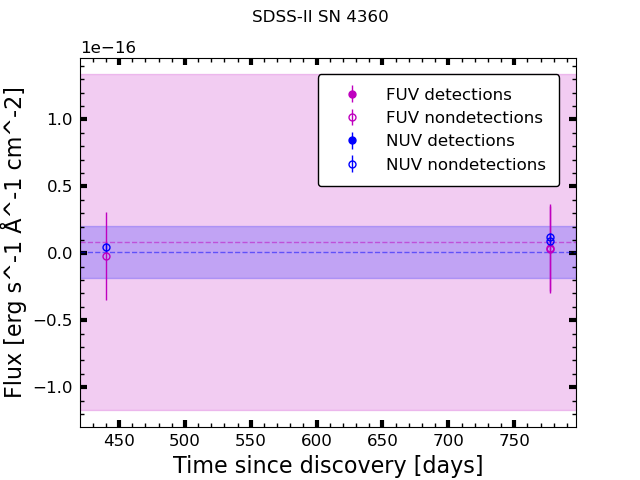 SDSS-II SN 4360
1e−16
FUV detections
FUV nondetections
NUV detections
NUV nondetections
1.0
0.5
0.0
−0.5
−1.0
Flux [erg s^-1 Å^-1 cm^-2]
450 500 550 600 650 700 750
Time since discovery [days]